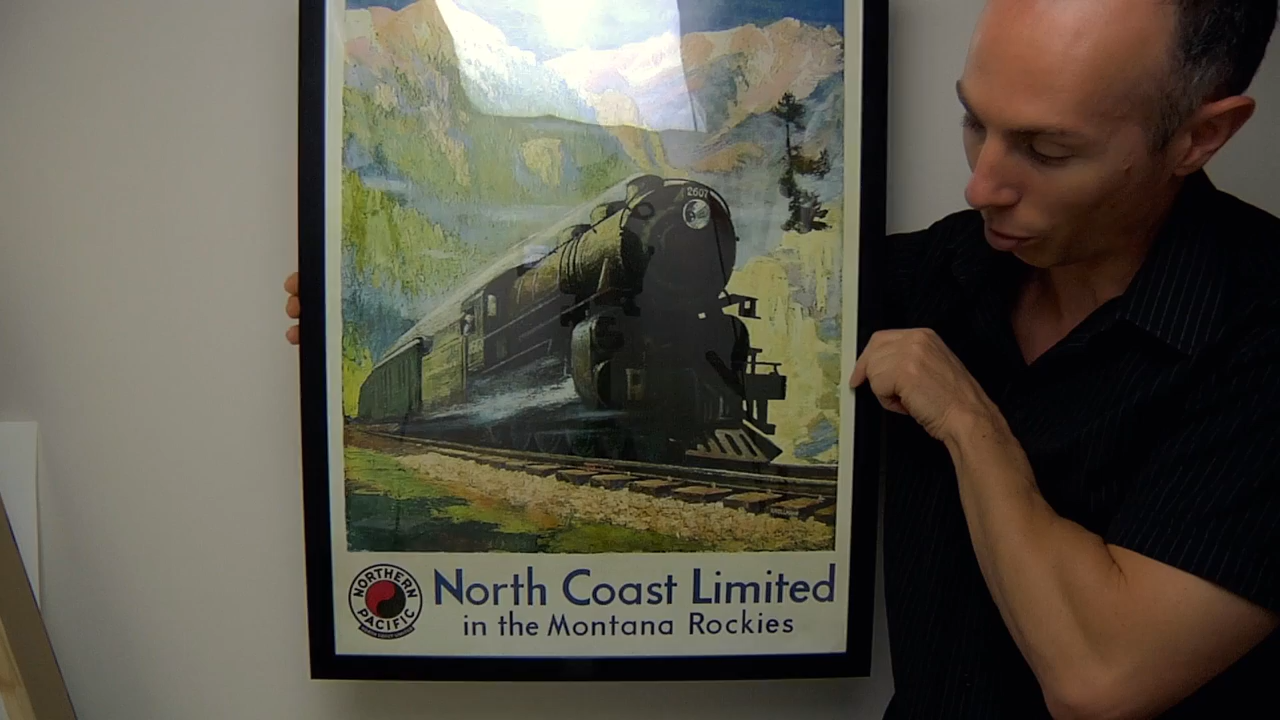 2607
NORTHERN
PACIFIC
North Coast Limited
in the Montana Rockies